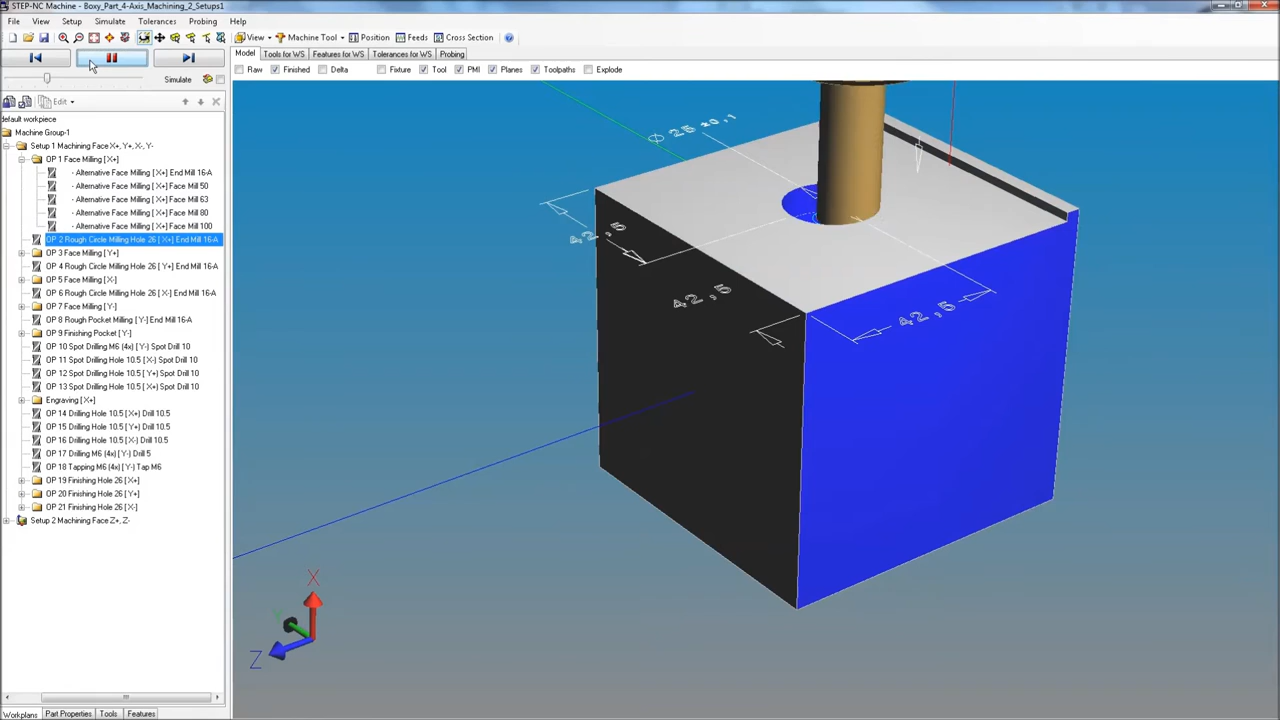 STEP-NC Machine - Boxy_Part_4-Axis_Machining_2_Setups1
File View Setup Simulate Tolerances Probing Help
View Machine Tool Position Feeds Cross Section
Model Tools for WS Features for WS Tolerances for WS Probing
Simulate
Raw Finished Delta Fixture Tool PMI Planes Toolpaths Explode
Edit
default workpiece
Machine Group-1
Setup 1 Machining Face X+, Y+, X-, Y-
OP 1 Face Milling [X+]
- Alternative Face Milling [ X+] End Mill 16-A
- Alternative Face Milling [ X+] Face Mill 50
- Alternative Face Milling [ X+] Face Mill 63
- Alternative Face Milling [ X+] Face Mill 80
- Alternative Face Milling [ X+] Face Mill 100
OP 2 Rough Circle Milling Hole 26 [ X+] End Mill 16-A
OP 3 Face Milling [ Y+]
OP 4 Rough Circle Milling Hole 26 [ Y+] End Mill 16-A
OP 5 Face Milling [ X-]
OP 6 Rough Circle Milling Hole 26 [ X-] End Mill 16-A
OP 7 Face Milling [ Y-]
OP 8 Rough Pocket Milling [ Y-] End Mill 16-A
OP 9 Finishing Pocket [ Y-]
OP 10 Spot Drilling M6 (4x) [ Y-) Spot Drill 10
OP 11 Spot Drilling Hole 10.5 [ X-) Spot Drill 10
OP 12 Spot Drilling Hole 10.5 [ Y+) Spot Drill 10
OP 13 Spot Drilling Hole 10.5 [ X+) Spot Drill 10
Engraving [ X+]
OP 14 Drilling Hole 10.5 [ X+) Drill 10.5
OP 15 Drilling Hole 10.5 [ Y+) Drill 10.5
OP 16 Drilling Hole 10.5 [ X-) Drill 10.5
OP 17 Drilling M6 (4x) [ Y-) Drill 5
OP 18 Tapping M6 (4x) [ Y-) Tap M6
OP 19 Finishing Hole 26 [ X+]
OP 20 Finishing Hole 26 [ Y+]
OP 21 Finishing Hole 26 [ X-]
Setup 2 Machining Face Z+, Z-
Ø 25 ±0,1
42,5
42,5
42,5
X
Z
Workplans Part Properties Tools Features